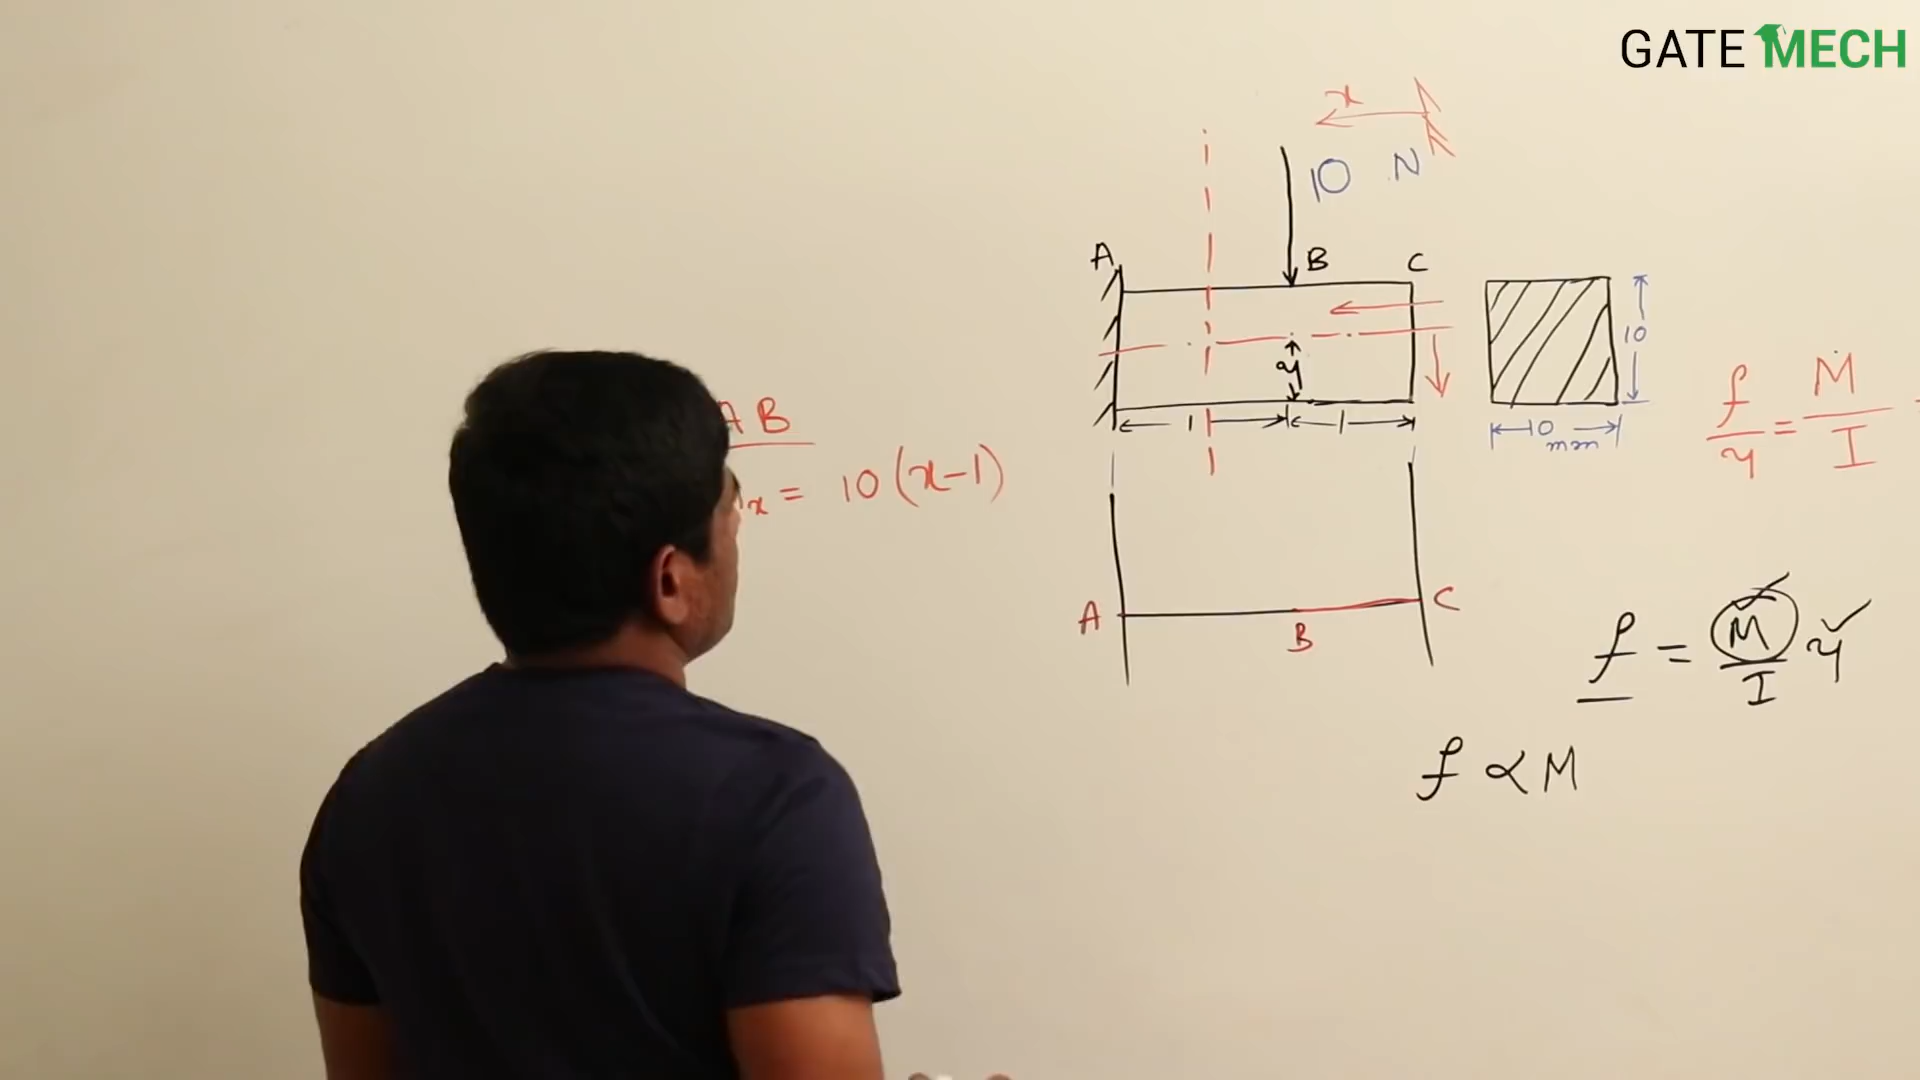 GATE MECH
x
10 N
A B C
y
1 1
10
10 mm
f/y = M/I
AB
x = 10(x-1)
A B C
f = M/I y
f ∝ M